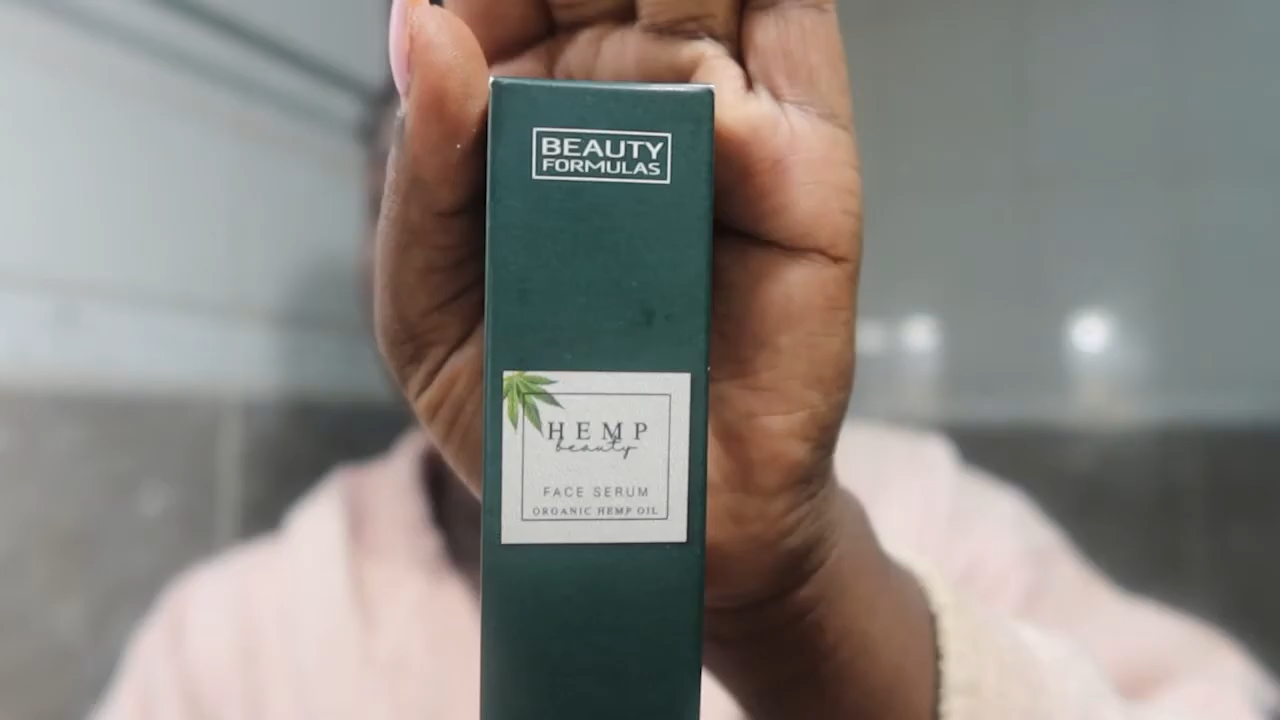 BEAUTY
FORMULAS
HEMP
beauty
FACE SERUM
ORGANIC HEMP OIL